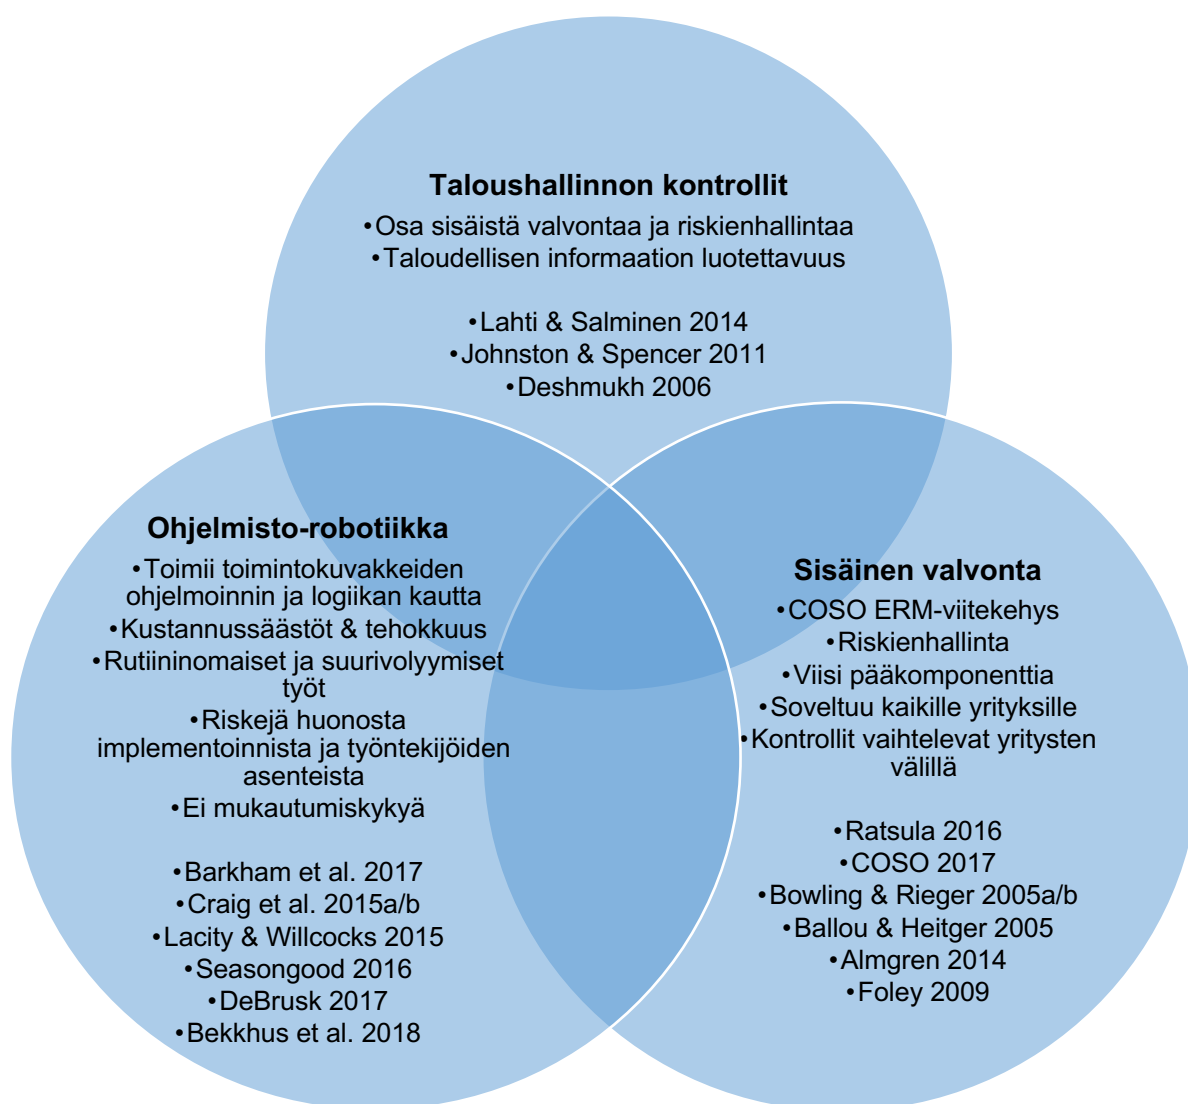 Taloushallinnon kontrollit
•Osa sisäistä valvontaa ja riskienhallintaa
•Taloudellisen informaation luotettavuus
•Lahti & Salminen 2014
•Johnston & Spencer 2011
•Deshmukh 2006
Ohjelmisto-robotiikka
•Toimii toimintokuvakkeiden
ohjelmoinnin ja logiikan kautta
•Kustannussäästöt & tehokkuus
•Rutiininomaiset ja suurivolyymiset
työt
•Riskejä huonosta
implementoinnista ja työntekijöiden
asenteista
•Ei mukautumiskykyä
•Barkham et al. 2017
•Craig et al. 2015a/b
•Lacity & Willcocks 2015
•Seasongood 2016
•DeBrusk 2017
•Bekkhus et al. 2018
Sisäinen valvonta
•COSO ERM-viitekehys
•Riskienhallinta
•Viisi pääkomponenttia
•Soveltuu kaikille yrityksille
•Kontrollit vaihtelevat yritysten
välillä
•Ratsula 2016
•COSO 2017
•Bowling & Rieger 2005a/b
•Ballou & Heitger 2005
•Almgren 2014
•Foley 2009